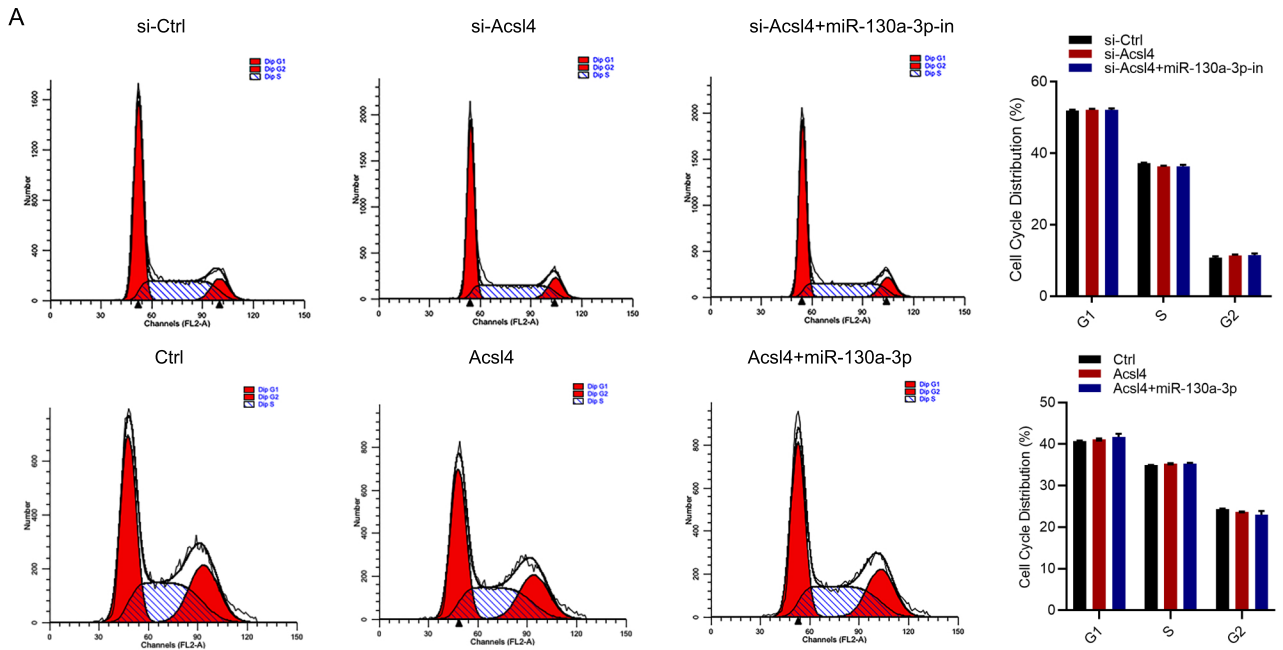 A
si-Ctrl
si-Acsl4
si-Acsl4+miR-130a-3p-in
Dip G1
Dip G2
Dip S
Number
1600
1200
800
400
0
0 30 60 90 120 150
Channels (FL2-A)
Dip G1
Dip G2
Dip S
Number
2000
1500
1000
500
0
0 30 60 90 120 150
Channels (FL2-A)
Dip G1
Dip G2
Dip S
Number
2000
1500
1000
500
0
0 30 60 90 120 150
Channels (FL2-A)
si-Ctrl
si-Acsl4
si-Acsl4+miR-130a-3p-in
Cell Cycle Distribution (%)
60
40
20
0
G1 S G2
Ctrl
Acsl4
Acsl4+miR-130a-3p
Dip G1
Dip G2
Dip S
Number
600
400
200
0
0 30 60 90 120 150
Channels (FL2-A)
Dip G1
Dip G2
Dip S
Number
800
600
400
200
0
0 30 60 90 120 150
Channels (FL2-A)
Dip G1
Dip G2
Dip S
Number
800
600
400
200
0
0 30 60 90 120 150
Channels (FL2-A)
Ctrl
Acsl4
Acsl4+miR-130a-3p
Cell Cycle Distribution (%)
50
40
30
20
10
0
G1 S G2